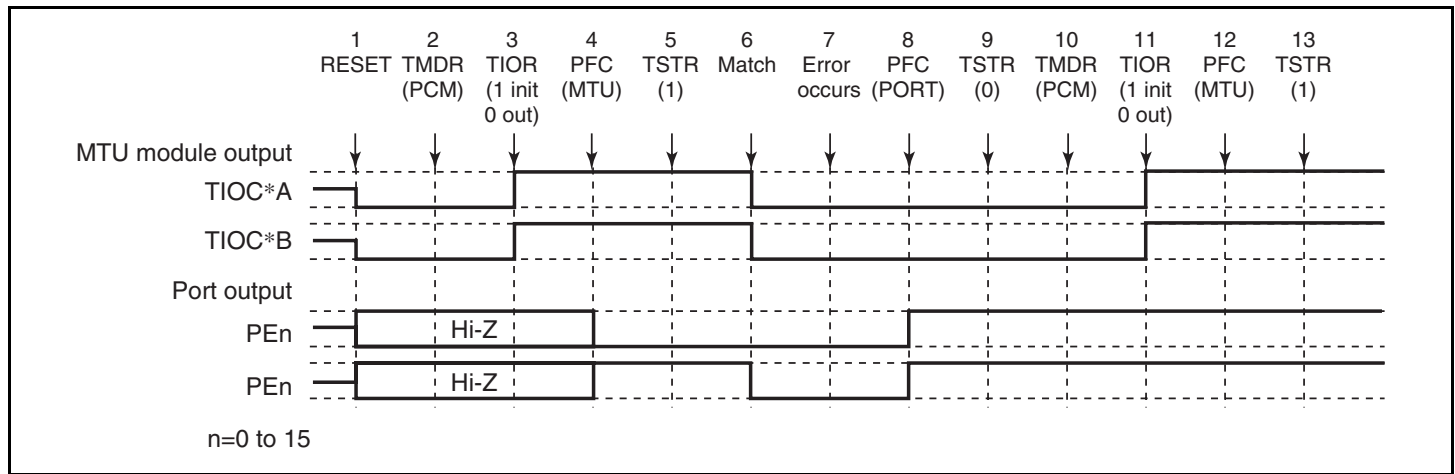 1 2 3 4 5 6 7 8 9 10 11 12 13
RESET TMDR TIOR PFC TSTR Match Error PFC TSTR TMDR TIOR PFC TSTR
(PCM) (1 init (MTU) (1) occurs (PORT) (0) (PCM) (1 init (MTU) (1)
0 out) 0 out)
MTU module output
TIOC*A
TIOC*B
Port output
PEn Hi-Z
PEn Hi-Z
n=0 to 15